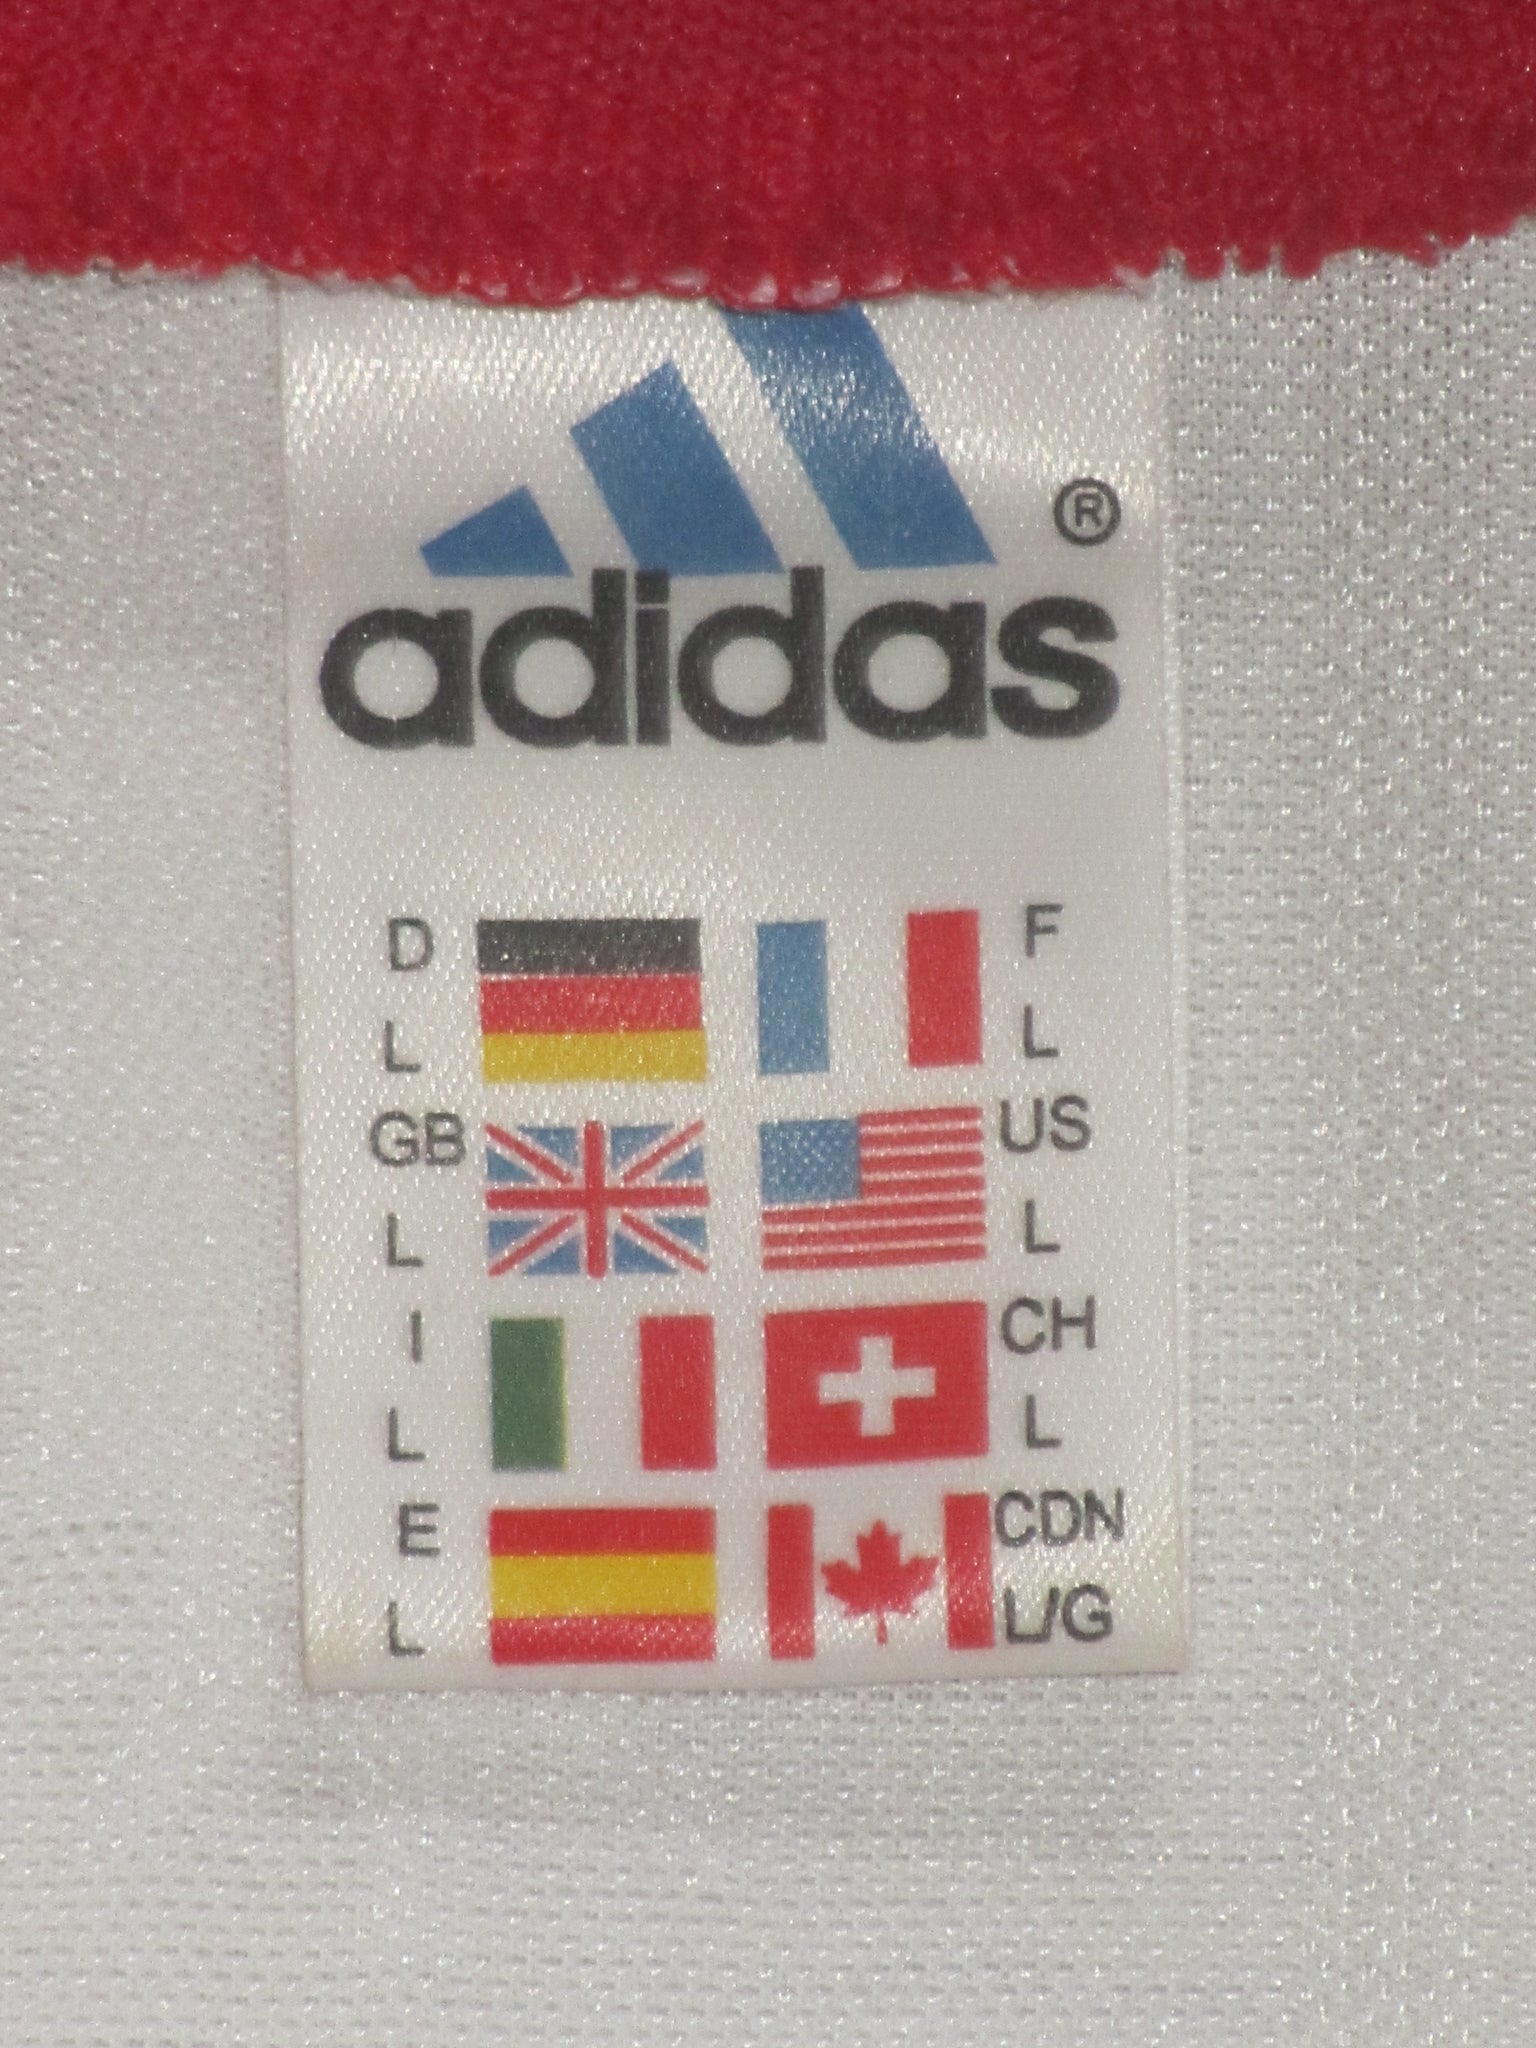 ®
adidas
D F
L L
GB US
L L
I CH
L L
E CDN
L L/G